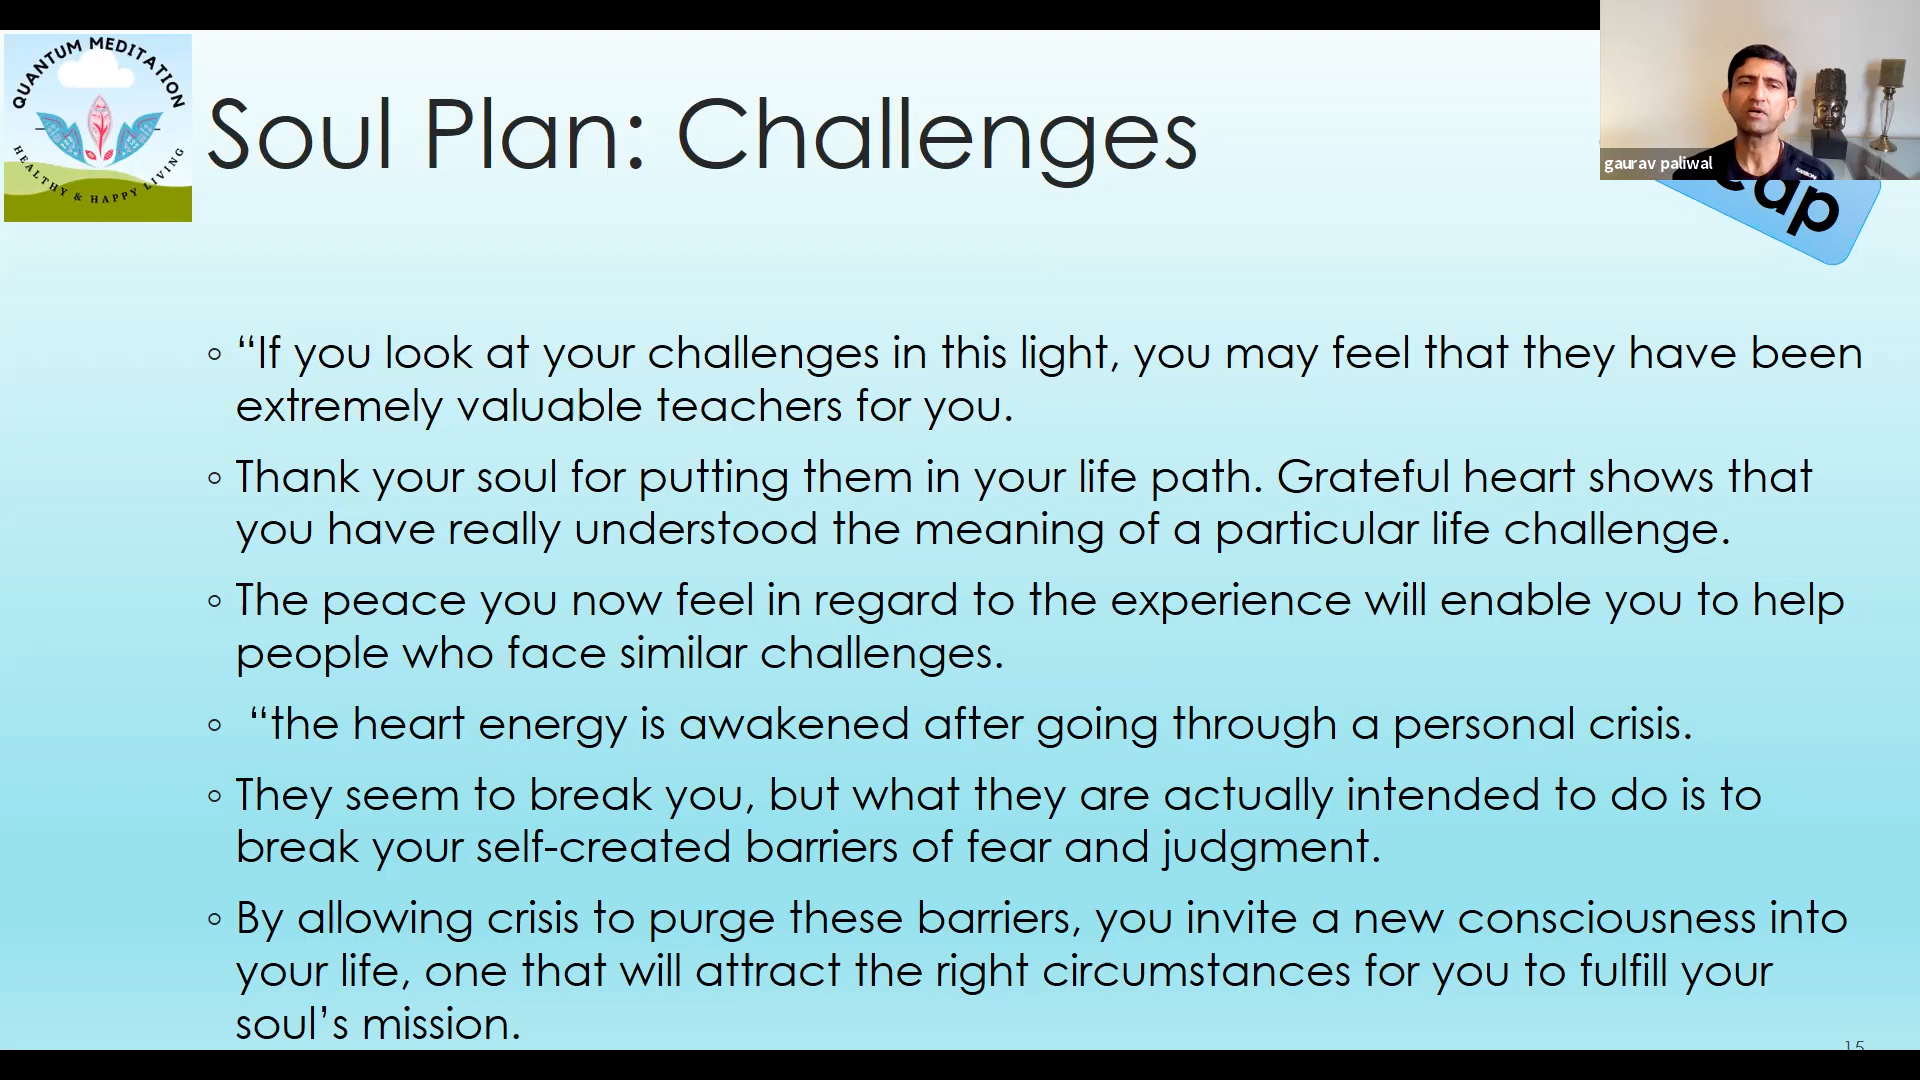 QUANTUM MEDITATION
HEALTHY & HAPPY LIVING
Soul Plan: Challenges
gaurav paliwal
◦ “If you look at your challenges in this light, you may feel that they have been
extremely valuable teachers for you.
◦ Thank your soul for putting them in your life path. Grateful heart shows that
you have really understood the meaning of a particular life challenge.
◦ The peace you now feel in regard to the experience will enable you to help
people who face similar challenges.
◦ “the heart energy is awakened after going through a personal crisis.
◦ They seem to break you, but what they are actually intended to do is to
break your self-created barriers of fear and judgment.
◦ By allowing crisis to purge these barriers, you invite a new consciousness into
your life, one that will attract the right circumstances for you to fulfill your
soul’s mission.
15